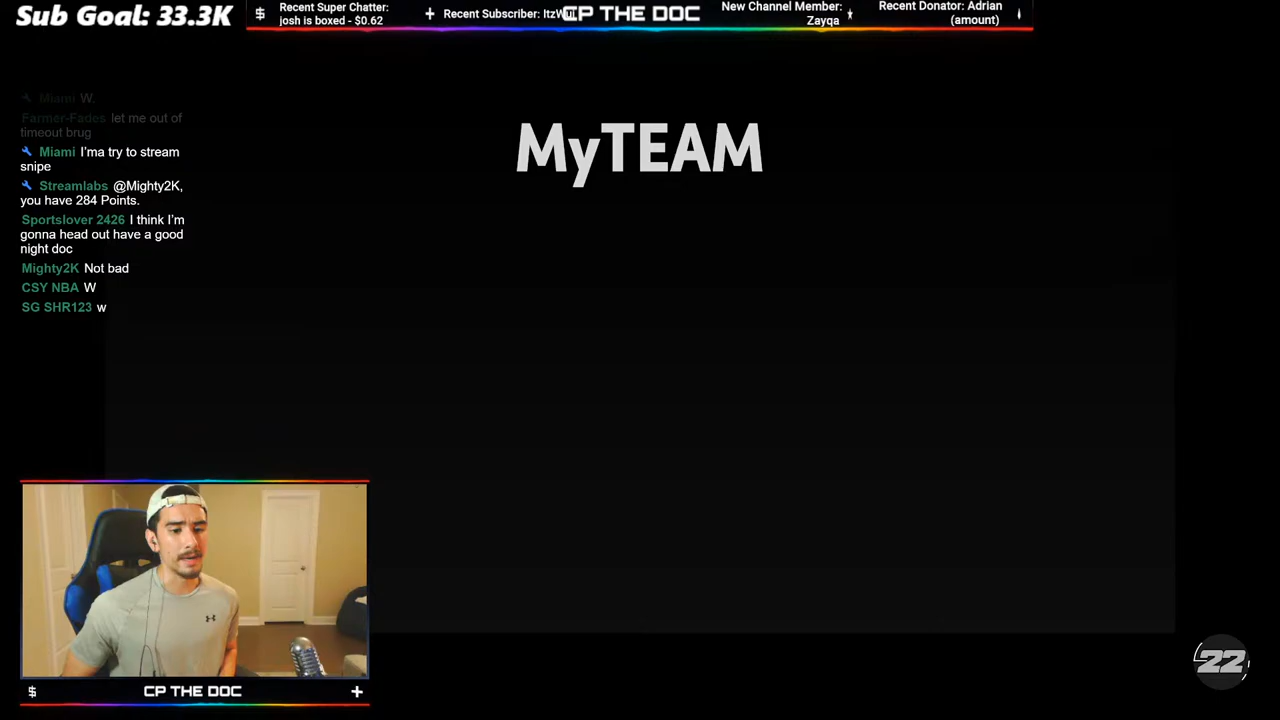 Sub Goal: 33.3K
$ Recent Super Chatter:
josh is boxed - $0.62
+ Recent Subscriber:
CP THE DOC
New Channel Member:
Zayqa
Recent Donator: Adrian
(amount)
Miami W.
Farmer-Fades let me out of
timeout brug
Miami I'ma try to stream
snipe
Streamlabs @Mighty2K,
you have 284 Points.
Sportslover 2426 I think I'm
gonna head out have a good
night doc
Mighty2K Not bad
CSY NBA W
SG SHR123 w
MyTEAM
$ CP THE DOC +
22